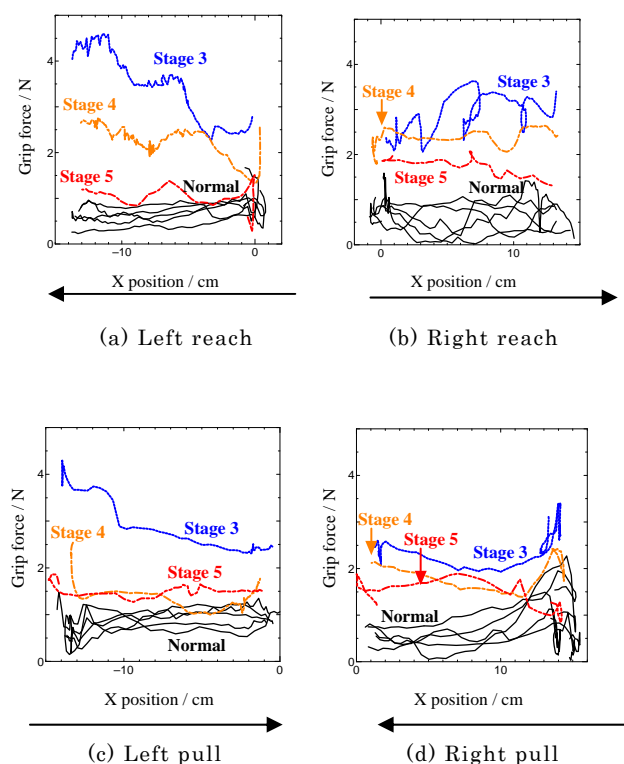 Grip force / N
4
2
0
Stage 3
Stage 4
Stage 5
Normal
−10
0
X position / cm
(a) Left reach
Grip force / N
4
2
0
Stage 4
Stage 3
Normal
Stage 5
0
10
X position / cm
(b) Right reach
Grip force / N
4
2
0
Stage 4
Stage 3
Stage 5
Normal
−10
0
X position / cm
(c) Left pull
Grip force / N
4
2
0
Stage 4
Stage 5
Stage 3
Normal
0
10
X position / cm
(d) Right pull